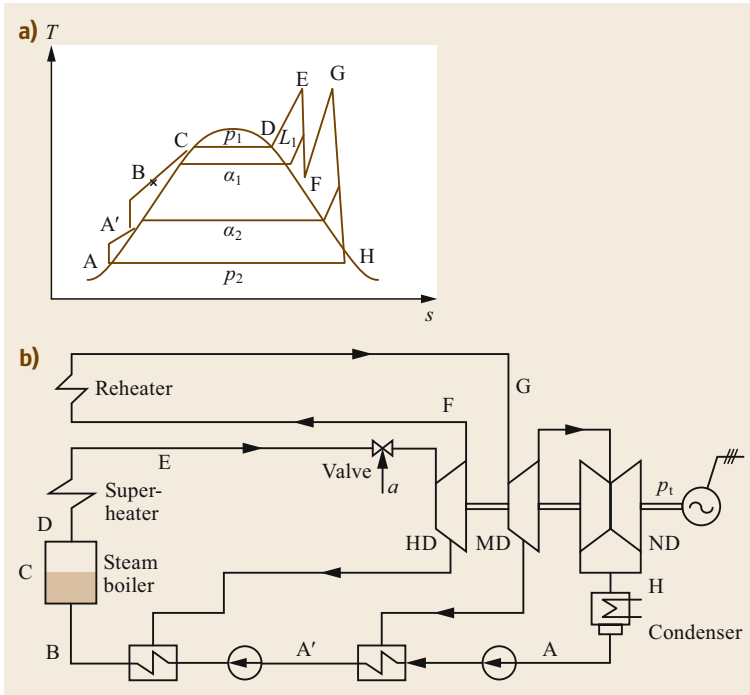 a)
T
E
G
D
L₁
C
p₁
B
α₁
F
A′
α₂
A
H
p₂
s
b)
Reheater
G
F
E
Valve
a
Super-
heater
pₜ
D
HD
MD
ND
C
Steam
boiler
H
Condenser
B
A′
A